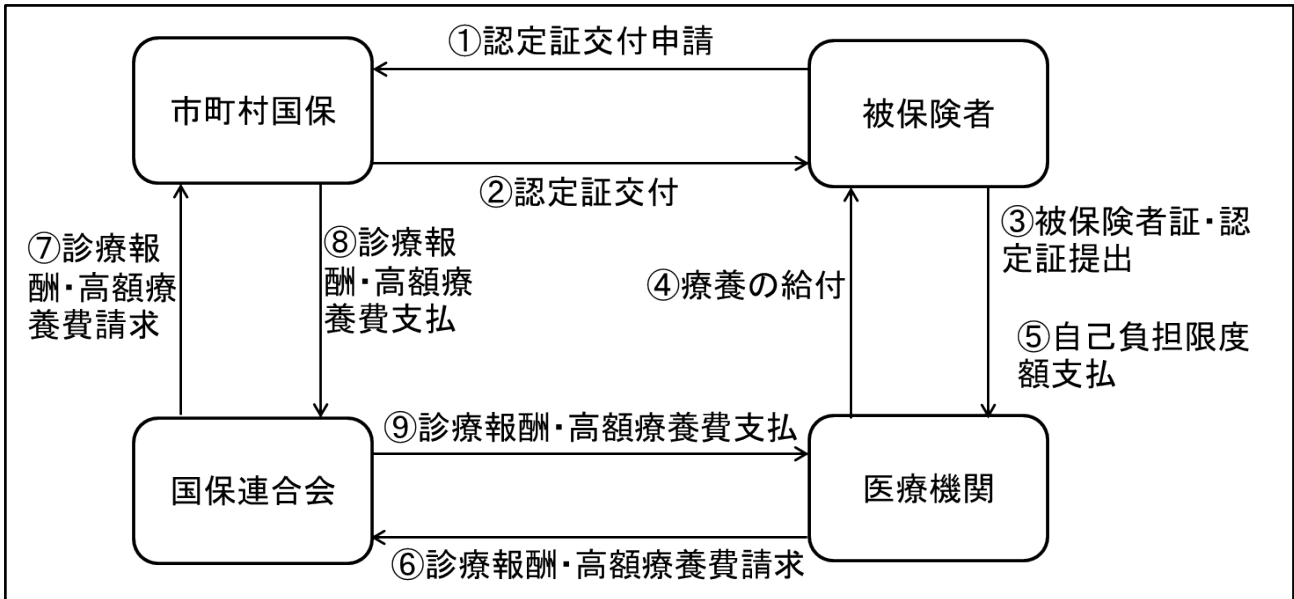 ①認定証交付申請
市町村国保
被保険者
②認定証交付
③被保険者証・認
定証提出
⑦診療報
酬・高額療
養費請求
⑧診療報
酬・高額療
養費支払
④療養の給付
⑤自己負担限度
額支払
⑨診療報酬・高額療養費支払
国保連合会
医療機関
⑥診療報酬・高額療養費請求